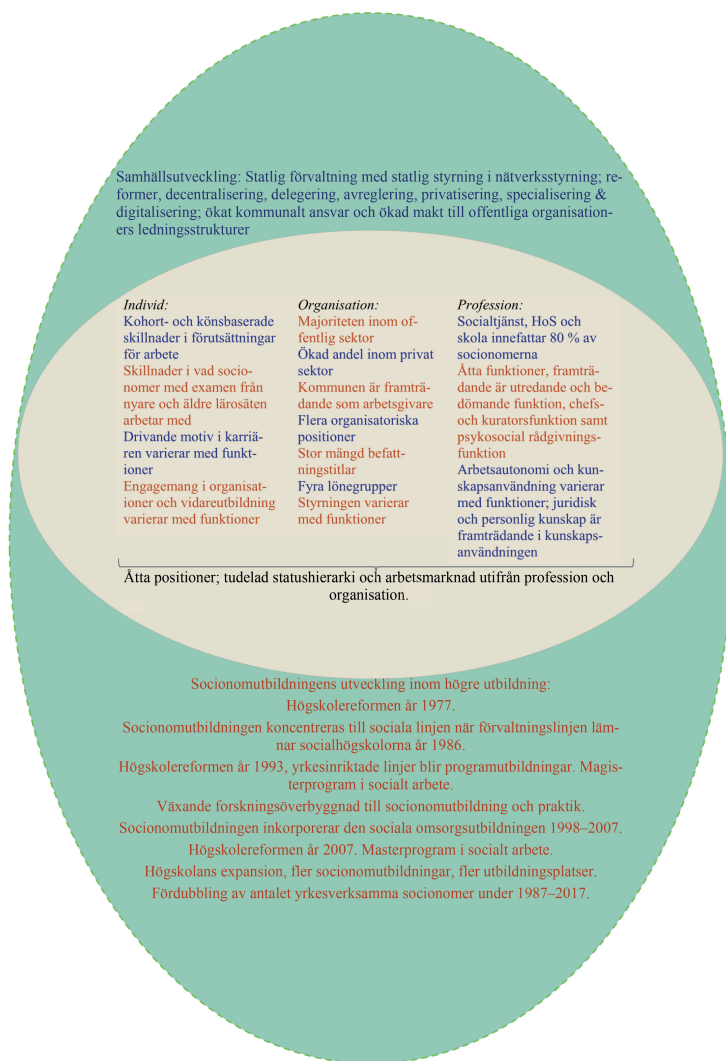 Samhällsutveckling: Statlig förvaltning med statlig styrning i nätverksstyrning; re-
former, decentralisering, delegering, avreglering, privatisering, specialisering &
digitalisering; ökat kommunalt ansvar och ökad makt till offentliga organisation-
ers ledningsstrukturer
Individ:
Kohort- och könsbaserade
skillnader i förutsättningar
för arbete
Skillnader i vad socio-
nomer med examen från
nyare och äldre lärosäten
arbetar med
Drivande motiv i karriä-
ren varierar med funkt-
ioner
Engagemang i organisat-
ioner och vidareutbildning
varierar med funktioner
Organisation:
Majoriteten inom of-
fentlig sektor
Ökad andel inom privat
sektor
Kommunen är framträ-
dande som arbetsgivare
Flera organisatoriska
positioner
Stor mängd befatt-
ningstitlar
Fyra lönegrupper
Styrningen varierar
med funktioner
Profession:
Socialtjänst, HoS och
skola innefattar 80 % av
socionomerna
Åtta funktioner, framträ-
dande är utredande och be-
dömande funktion, chefs-
och kuratorsfunktion samt
psykosocial rådgivnings-
funktion
Arbetsautonomi och kun-
skapsanvändning varierar
med funktioner; juridisk
och personlig kunskap är
framträdande i kunskaps-
användningen
Åtta positioner; tudelad statushierarki och arbetsmarknad utifrån profession och
organisation.
Socionomutbildningens utveckling inom högre utbildning:
Högskolereformen år 1977.
Socionomutbildningen koncentreras till sociala linjen när förvaltningslinjen läm-
nar socialhögskolorna år 1986.
Högskolereformen år 1993, yrkesinriktade linjer blir programutbildningar. Magis-
terprogram i socialt arbete.
Växande forskningsöverbyggnad till socionomutbildning och praktik.
Socionomutbildningen inkorporerar den sociala omsorgsutbildningen 1998–2007.
Högskolereformen år 2007. Masterprogram i socialt arbete.
Högskolans expansion, fler socionomutbildningar, fler utbildningsplatser.
Fördubbling av antalet yrkesverksamma socionomer under 1987–2017.